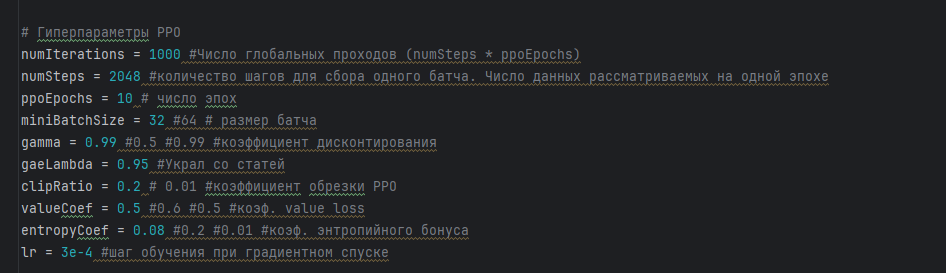 # Гиперпараметры PPO
numIterations = 1000 #Число глобальных проходов (numSteps * ppoEpochs)
numSteps = 2048 #количество шагов для сбора одного батча. Число данных рассматриваемых на одной эпохе
ppoEpochs = 10 # число эпох
miniBatchSize = 32 #64 # размер батча
gamma = 0.99 #0.5 #0.99 #коэффициент дисконтирования
gaeLambda = 0.95 #Украл со статей
clipRatio = 0.2 # 0.01 #коэффициент обрезки PPO
valueCoef = 0.5 #0.6 #0.5 #коэф. value loss
entropyCoef = 0.08 #0.2 #0.01 #коэф. энтропийного бонуса
lr = 3e-4 #шаг обучения при градиентном спуске